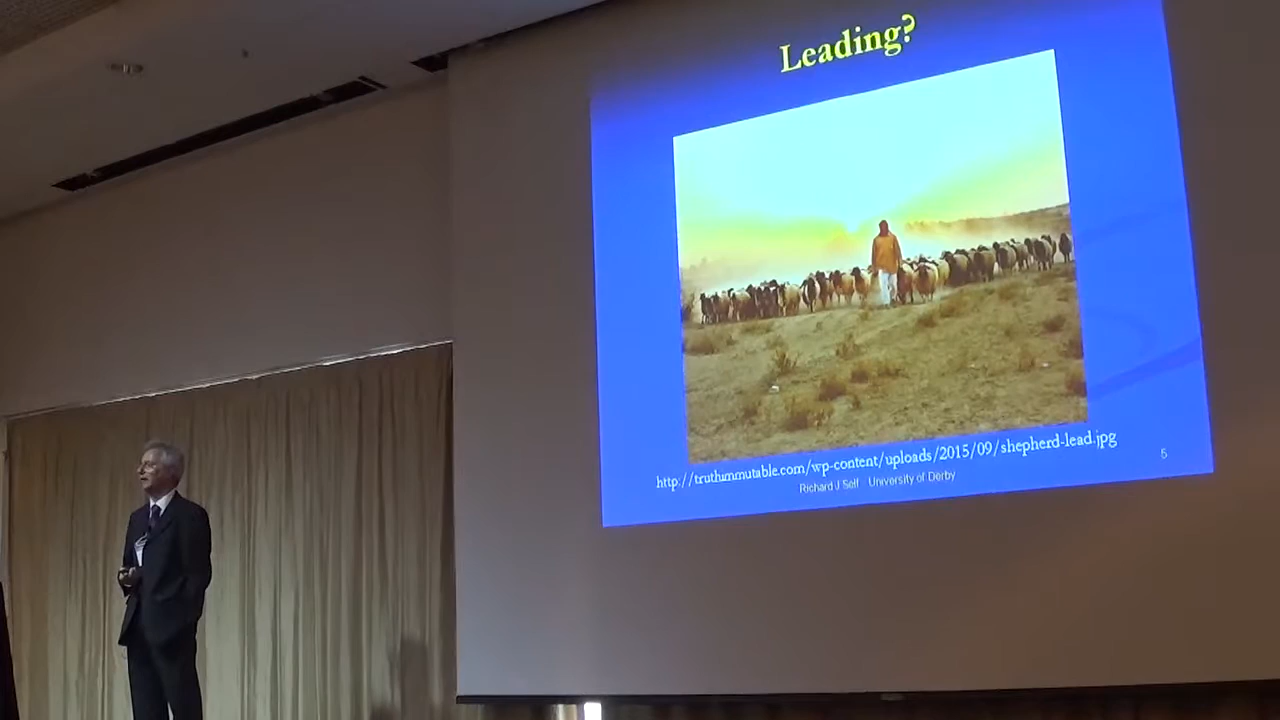 Leading?
http://truthimmutable.com/wp-content/uploads/2015/09/shepherd-lead.jpg
Richard J Self University of Derby
5